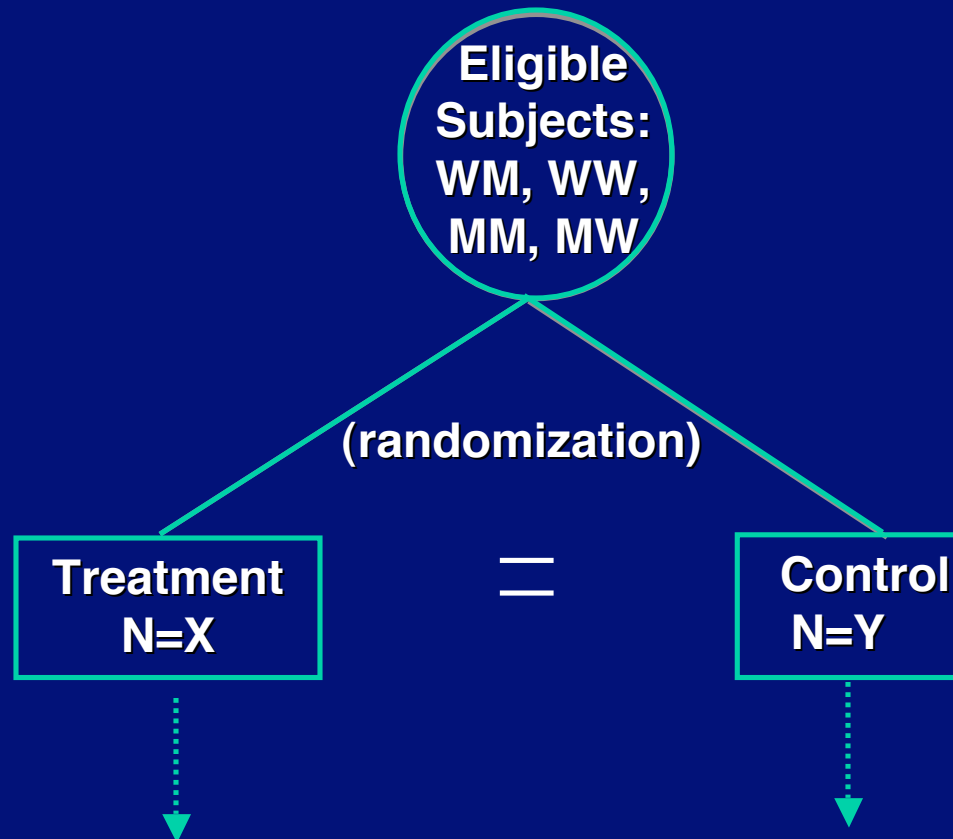 Eligible
Subjects:
WM, WW,
MM, MW
(randomization)
=
Treatment
N=X
Control
N=Y